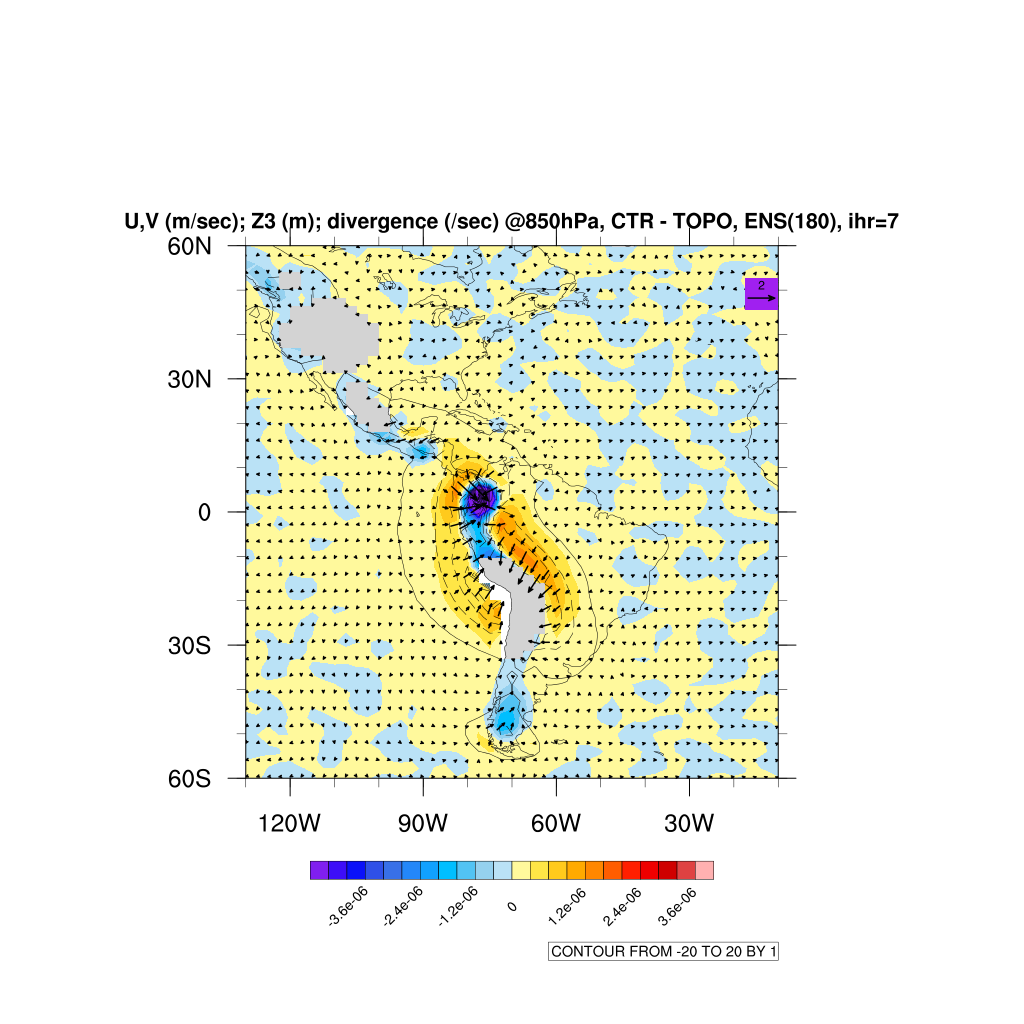 U,V (m/sec); Z3 (m); divergence (/sec) @850hPa, CTR - TOPO, ENS(180), ihr=7
60N
2
30N
0
30S
60S
120W 90W 60W 30W
-3.6e-06 -2.4e-06 -1.2e-06 0 1.2e-06 2.4e-06 3.6e-06
CONTOUR FROM -20 TO 20 BY 1